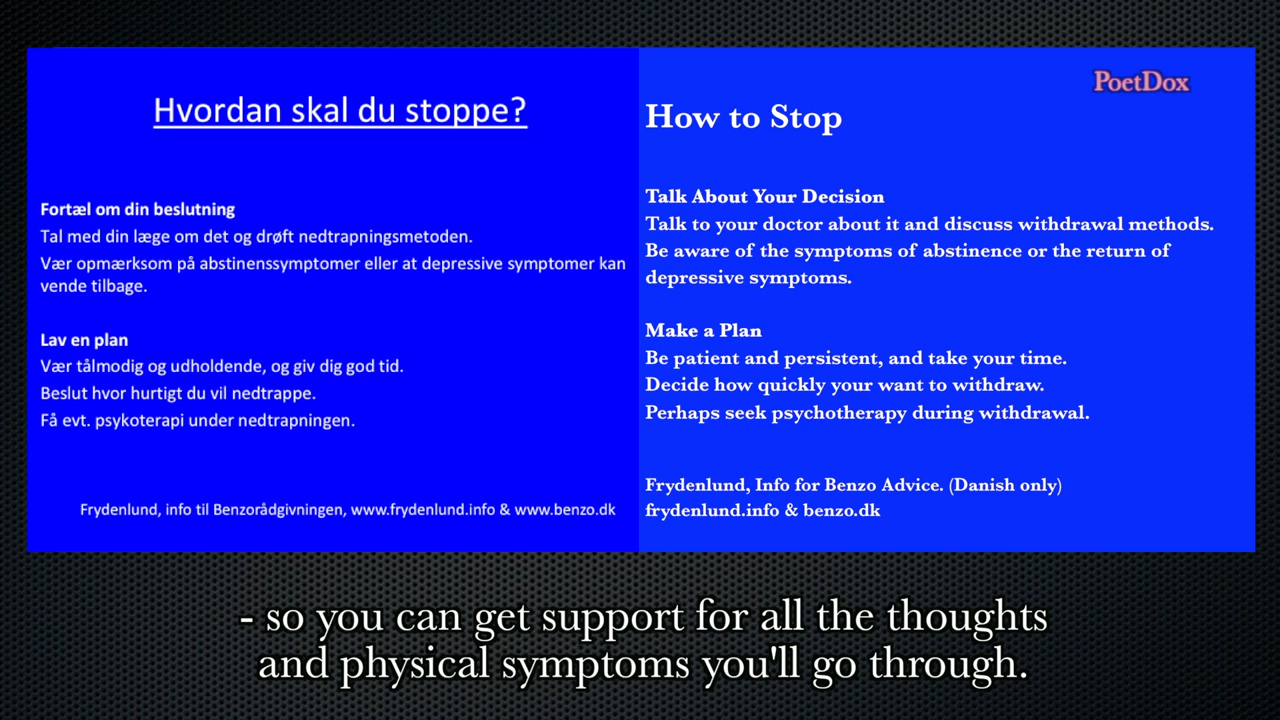 Hvordan skal du stoppe?
Fortæl om din beslutning
Tal med din læge om det og drøft nedtrapningsmetoden.
Vær opmærksom på abstinenssymptomer eller at depressive symptomer kan
vende tilbage.
Lav en plan
Vær tålmodig og udholdende, og giv dig god tid.
Beslut hvor hurtigt du vil nedtrappe.
Få evt. psykoterapi under nedtrapningen.
Frydenlund, info til Benzorådgivningen, www.frydenlund.info & www.benzo.dk
PoetDox
How to Stop
Talk About Your Decision
Talk to your doctor about it and discuss withdrawal methods.
Be aware of the symptoms of abstinence or the return of
depressive symptoms.
Make a Plan
Be patient and persistent, and take your time.
Decide how quickly your want to withdraw.
Perhaps seek psychotherapy during withdrawal.
Frydenlund, Info for Benzo Advice. (Danish only)
frydenlund.info & benzo.dk
- so you can get support for all the thoughts
and physical symptoms you'll go through.